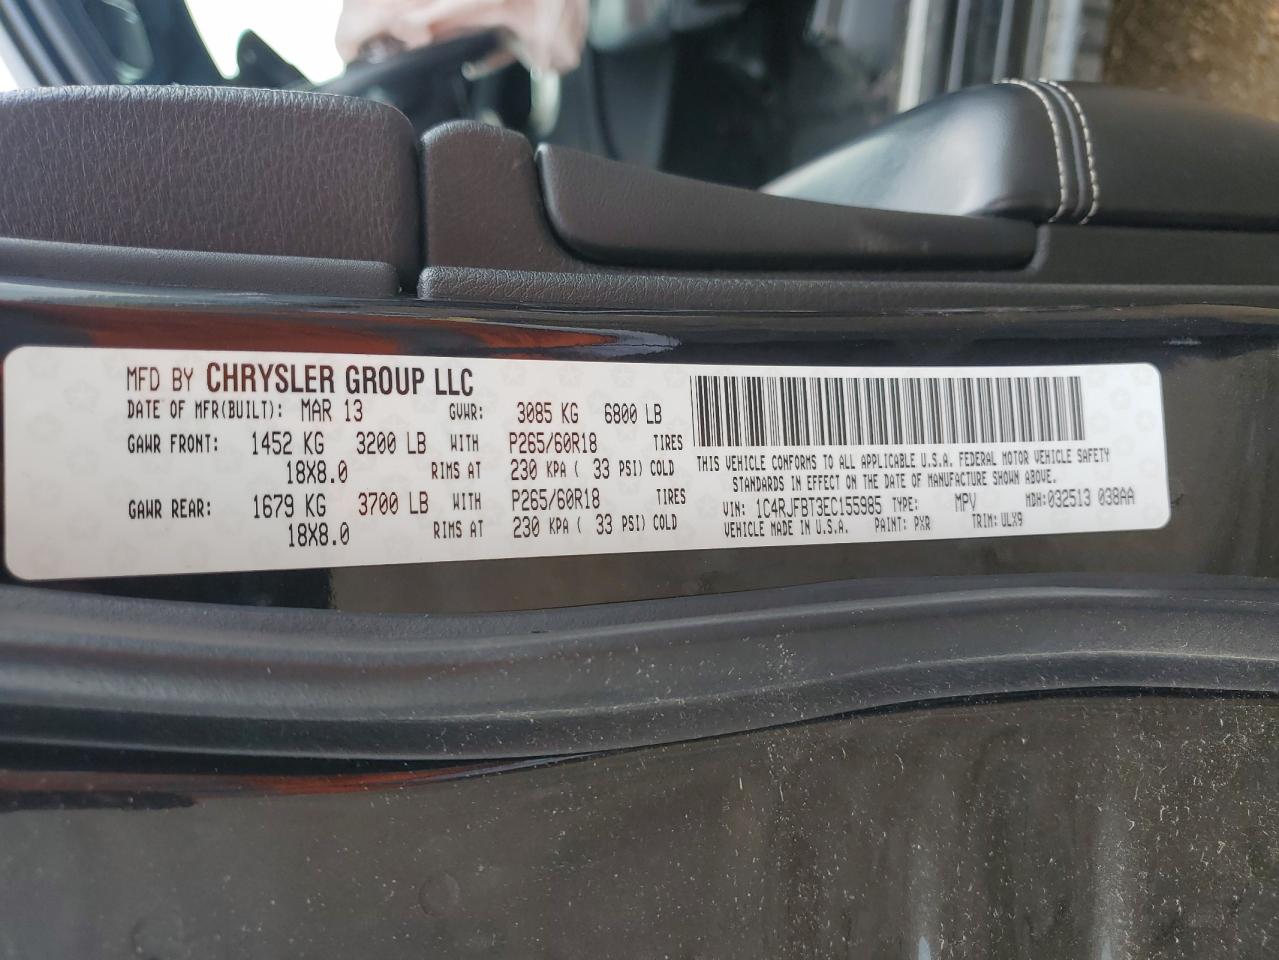 MFD BY CHRYSLER GROUP LLC
DATE OF MFR(BUILT): MAR 13 GVWR: 3085 KG 6800 LB
GAWR FRONT: 1452 KG 3200 LB WITH P265/60R18 TIRES
18X8.0 RIMS AT 230 KPA ( 33 PSI) COLD
GAWR REAR: 1679 KG 3700 LB WITH P265/60R18 TIRES
18X8.0 RIMS AT 230 KPA ( 33 PSI) COLD
THIS VEHICLE CONFORMS TO ALL APPLICABLE U.S.A. FEDERAL MOTOR VEHICLE SAFETY
STANDARDS IN EFFECT ON THE DATE OF MANUFACTURE SHOWN ABOVE.
VIN: 1C4RJFBT3EC155985 TYPE: MPV MDH:032513 038AA
VEHICLE MADE IN U.S.A. PAINT: PXR TRIM: ULX9